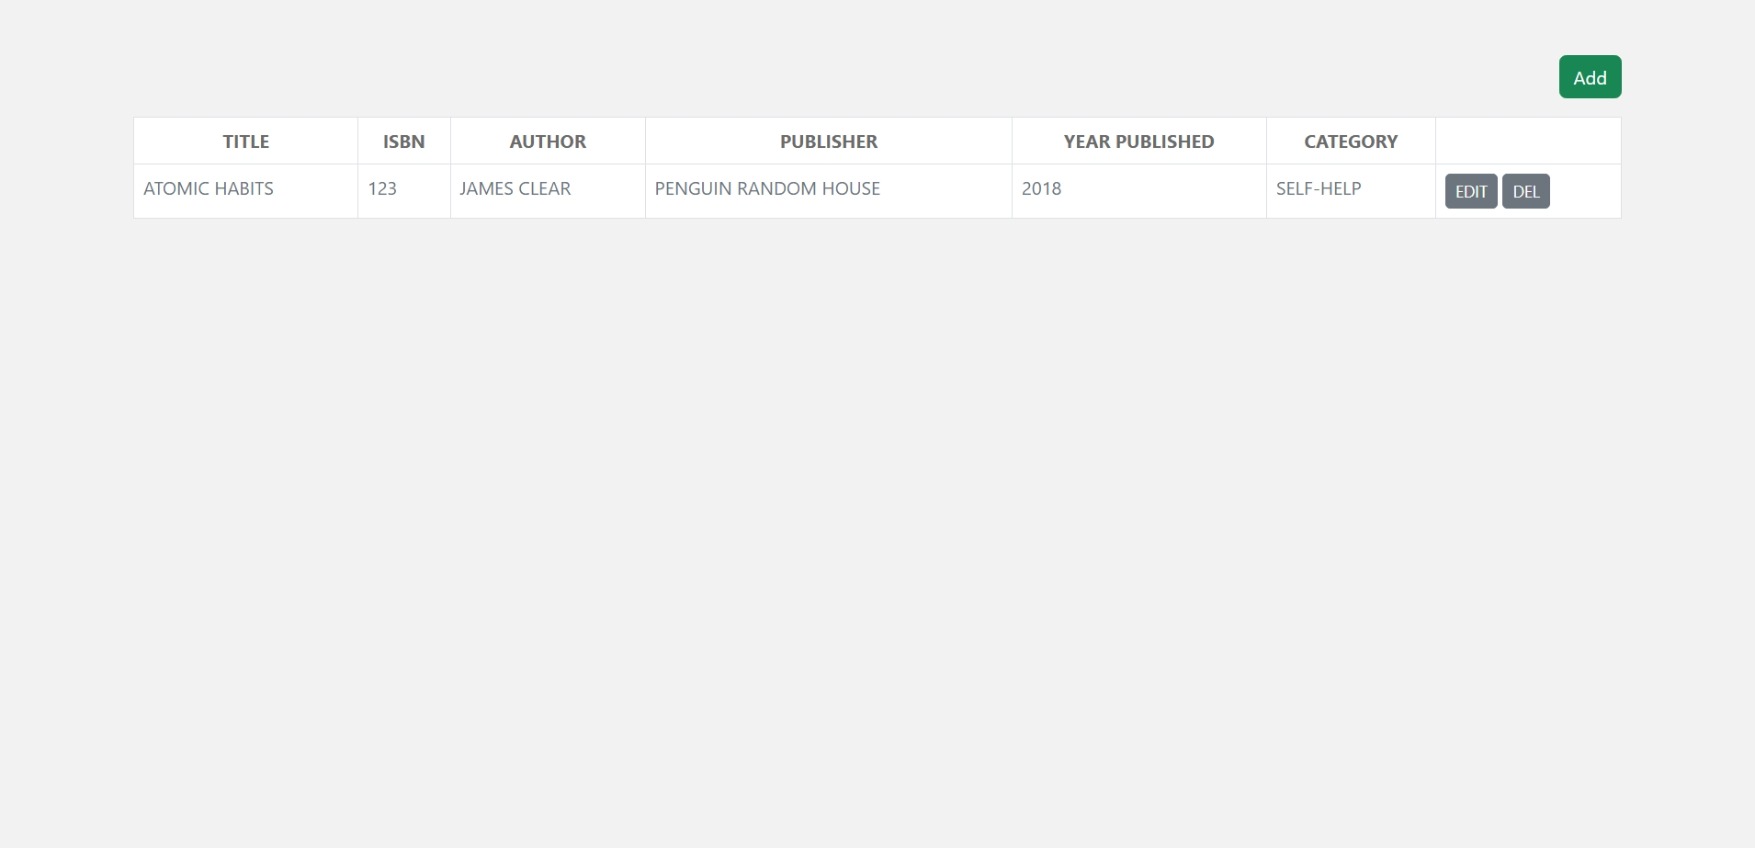 Add
TITLE ISBN AUTHOR PUBLISHER YEAR PUBLISHED CATEGORY
ATOMIC HABITS 123 JAMES CLEAR PENGUIN RANDOM HOUSE 2018 SELF-HELP EDIT DEL